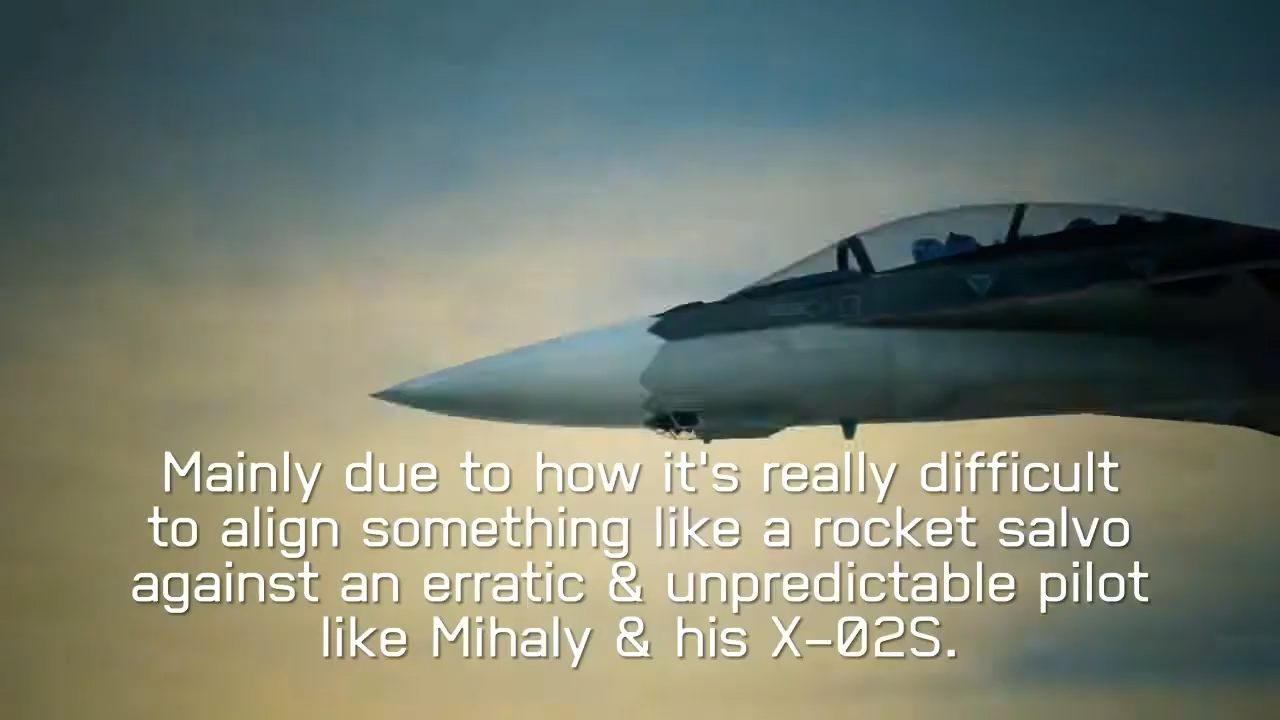 Mainly due to how it's really difficult
to align something like a rocket salvo
against an erratic & unpredictable pilot
like Mihaly & his X-02S.